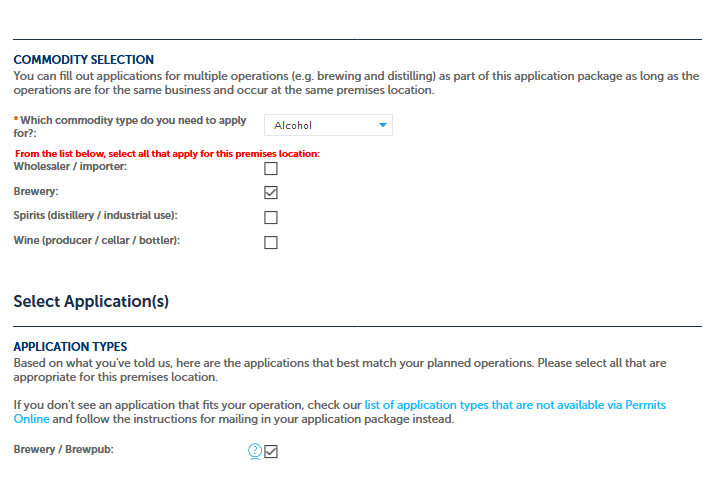 COMMODITY SELECTION
You can fill out applications for multiple operations (e.g. brewing and distilling) as part of this application package as long as the
operations are for the same business and occur at the same premises location.
* Which commodity type do you need to apply
for?:
Alcohol
From the list below, select all that apply for this premises location:
Wholesaler / importer:
Brewery:
Spirits (distillery / industrial use):
Wine (producer / cellar / bottler):
Select Application(s)
APPLICATION TYPES
Based on what you've told us, here are the applications that best match your planned operations. Please select all that are
appropriate for this premises location.
If you don't see an application that fits your operation, check our list of application types that are not available via Permits
Online and follow the instructions for mailing in your application package instead.
Brewery / Brewpub: ?